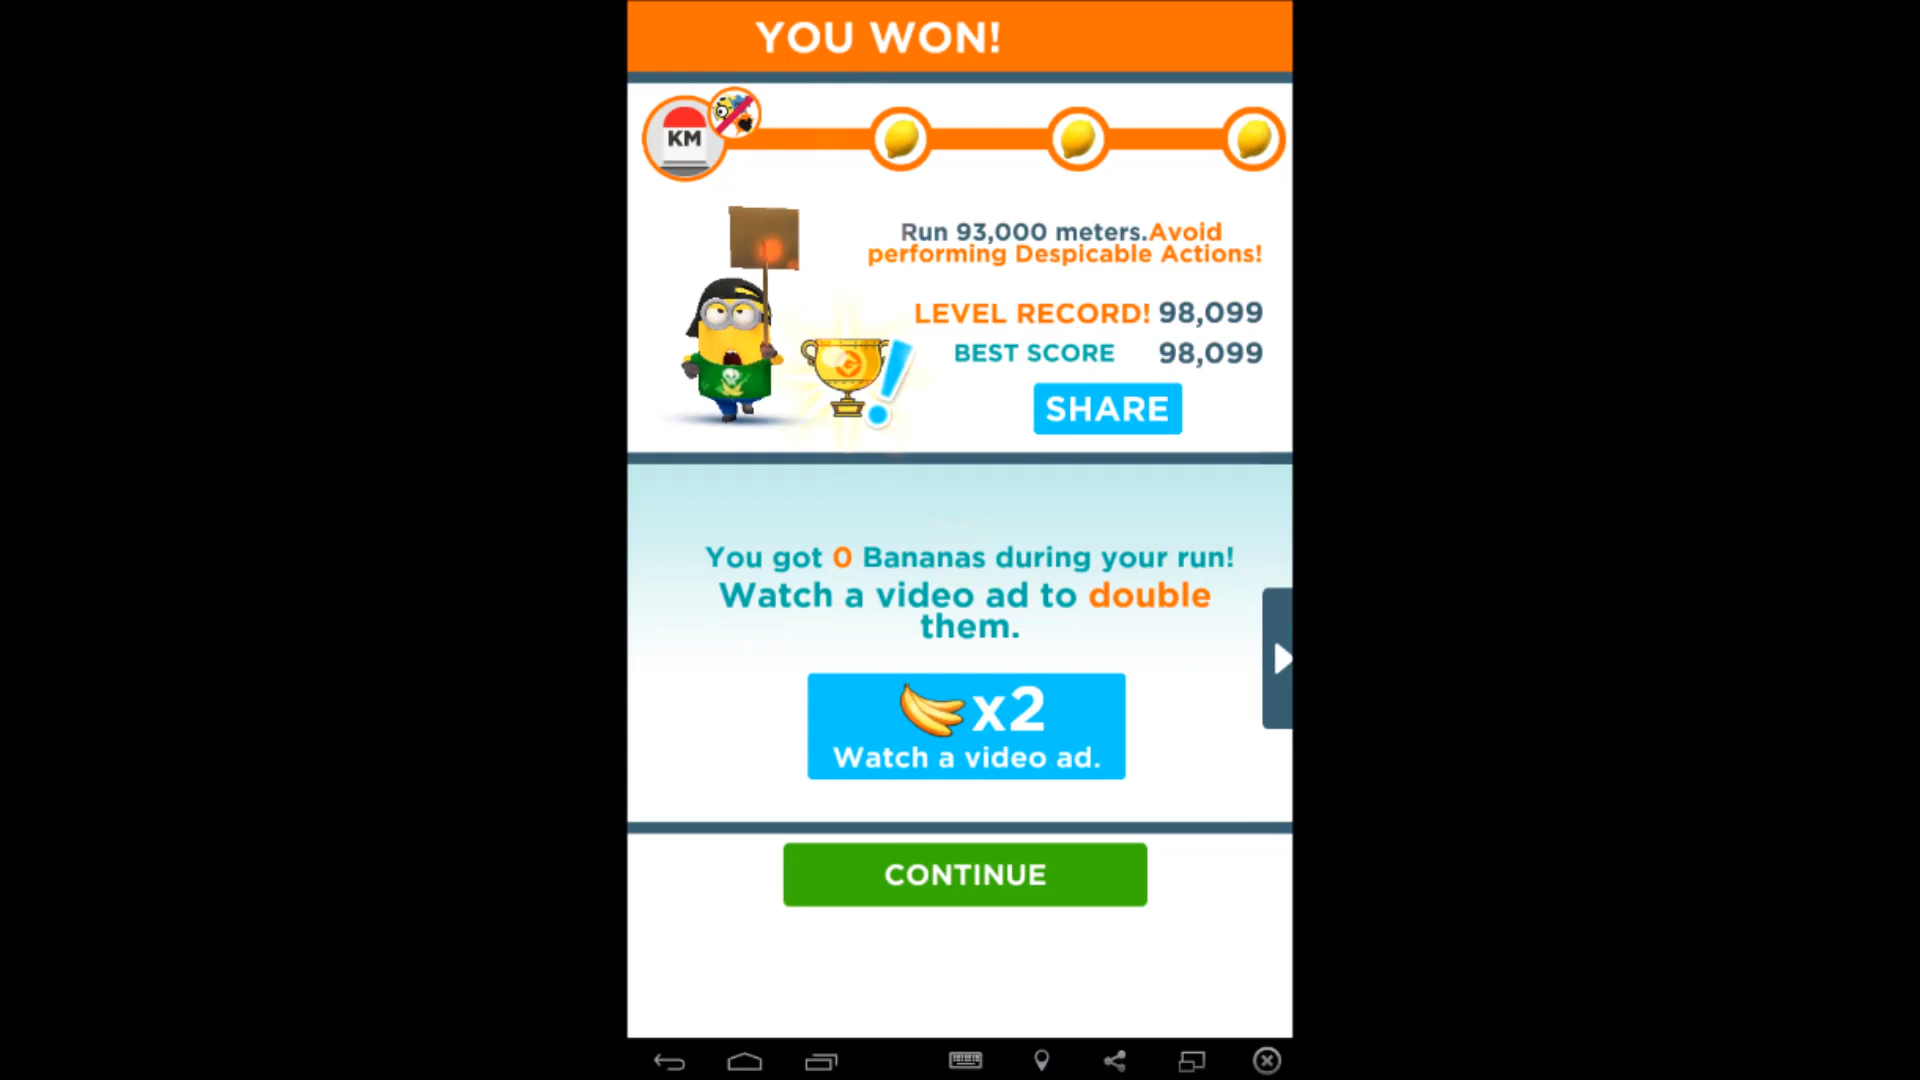 YOU WON!
KM
Run 93,000 meters.Avoid
performing Despicable Actions!
LEVEL RECORD! 98,099
BEST SCORE 98,099
SHARE
You got 0 Bananas during your run!
Watch a video ad to double
them.
x2
Watch a video ad.
CONTINUE